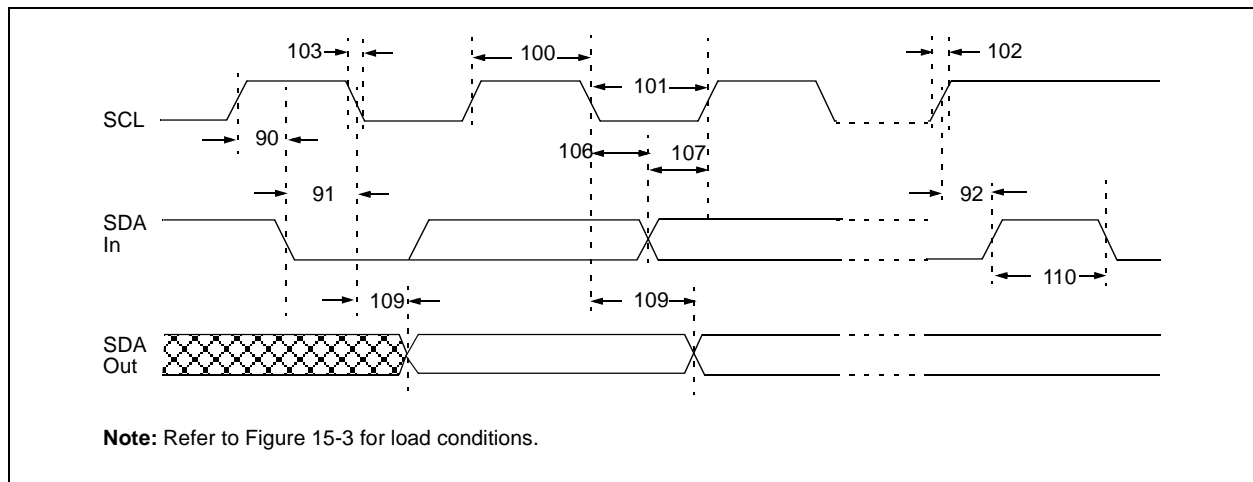 103
100
102
101
SCL
90
106
107
91
92
SDA
In
110
109
109
SDA
Out
Note: Refer to Figure 15-3 for load conditions.